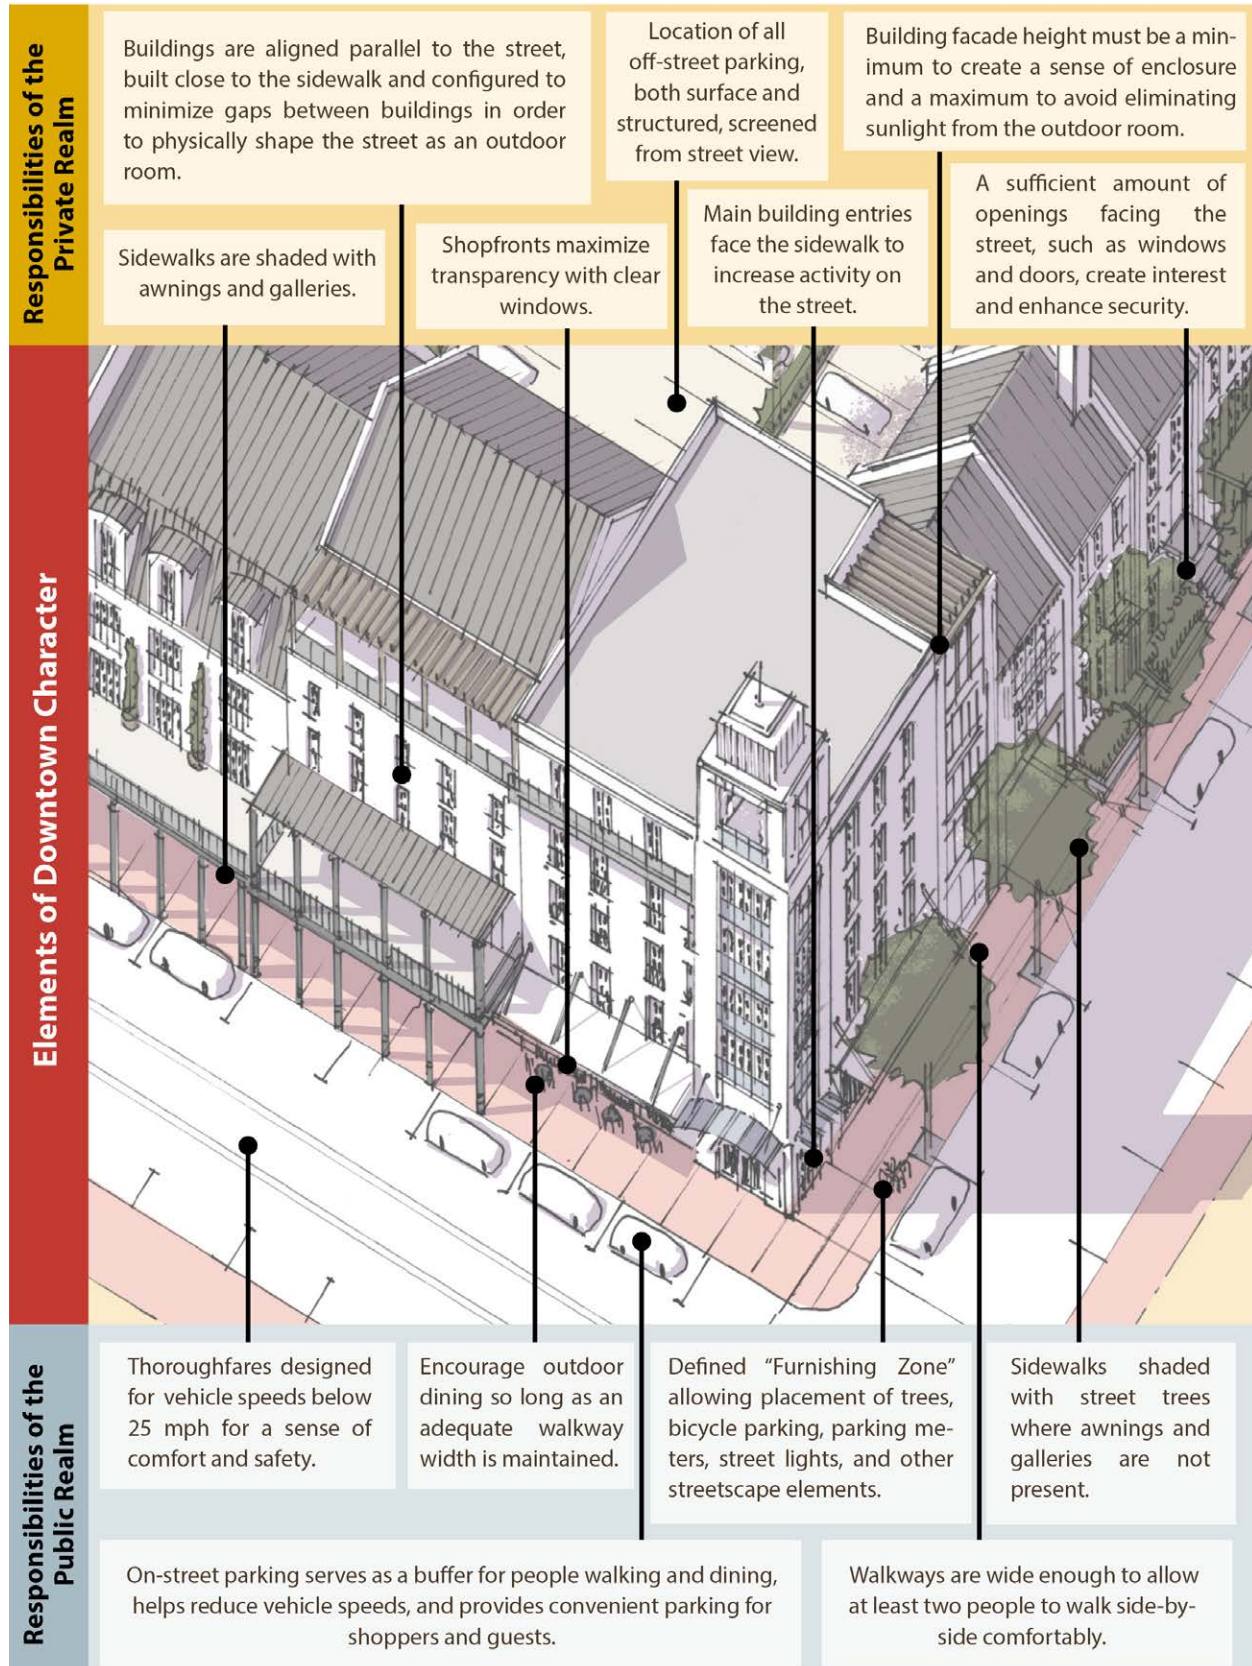 Responsibilities of the
Private Realm
Buildings are aligned parallel to the street,
built close to the sidewalk and configured to
minimize gaps between buildings in order
to physically shape the street as an outdoor
room.
Location of all
off-street parking,
both surface and
structured, screened
from street view.
Building facade height must be a min-
imum to create a sense of enclosure
and a maximum to avoid eliminating
sunlight from the outdoor room.
Sidewalks are shaded with
awnings and galleries.
Shopfronts maximize
transparency with clear
windows.
Main building entries
face the sidewalk to
increase activity on
the street.
A sufficient amount of
openings facing the
street, such as windows
and doors, create interest
and enhance security.
Elements of Downtown Character
Responsibilities of the
Public Realm
Thoroughfares designed
for vehicle speeds below
25 mph for a sense of
comfort and safety.
Encourage outdoor
dining so long as an
adequate walkway
width is maintained.
Defined “Furnishing Zone”
allowing placement of trees,
bicycle parking, parking me-
ters, street lights, and other
streetscape elements.
Sidewalks shaded
with street trees
where awnings and
galleries are not
present.
On-street parking serves as a buffer for people walking and dining,
helps reduce vehicle speeds, and provides convenient parking for
shoppers and guests.
Walkways are wide enough to allow
at least two people to walk side-by-
side comfortably.